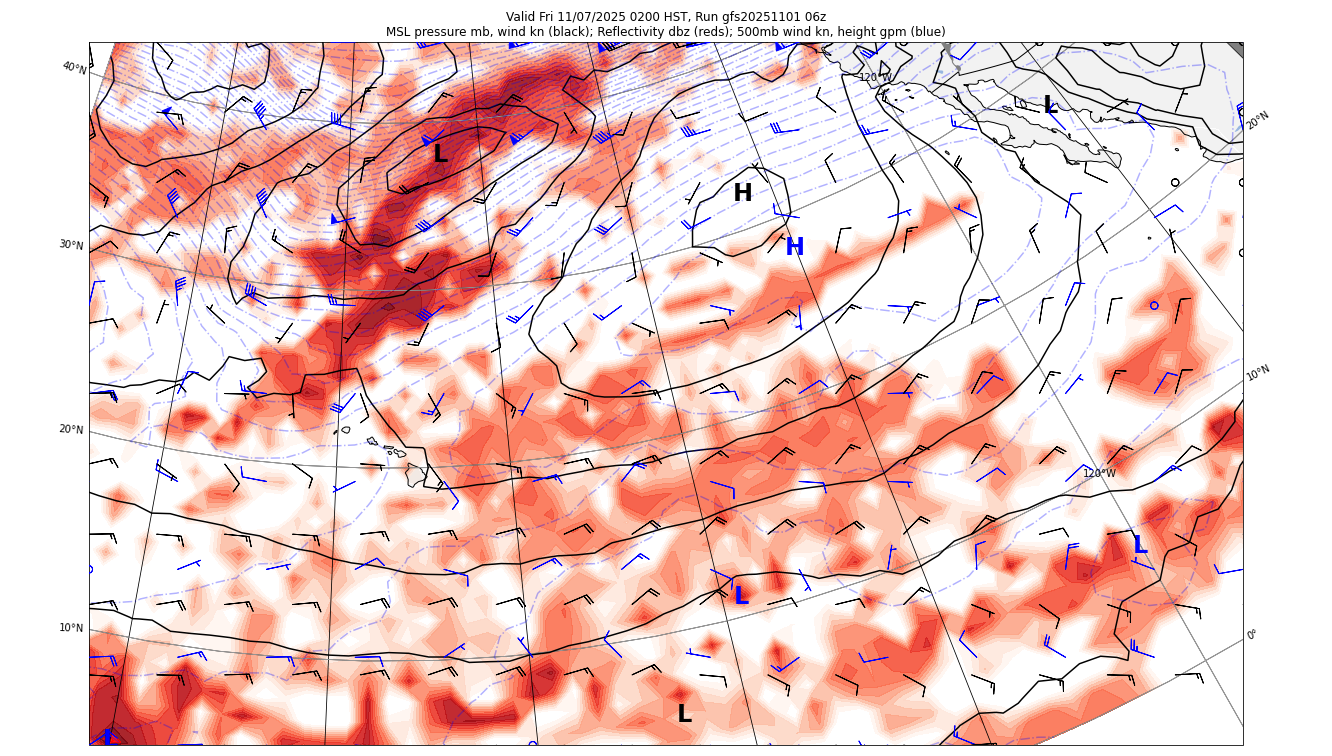 Valid Fri 11/07/2025 0200 HST, Run gfs20251101 06z
MSL pressure mb, wind kn (black); Reflectivity dbz (reds); 500mb wind kn, height gpm (blue)
40°N
120°W
L
20°N
L
H
30°N
H
10°N
20°N
120°W
L
L
10°N
0°
L
L